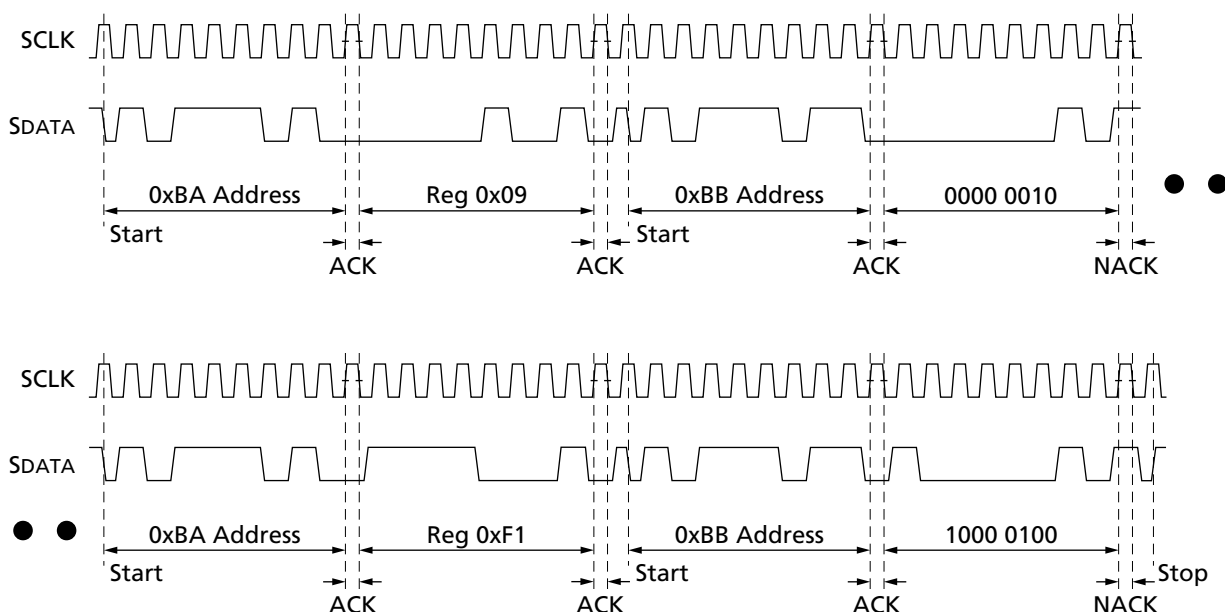 SCLK
SDATA
0xBA Address Reg 0x09 0xBB Address 0000 0010
Start Start
ACK ACK ACK NACK
SCLK
SDATA
0xBA Address Reg 0xF1 0xBB Address 1000 0100
Start Start Stop
ACK ACK ACK NACK